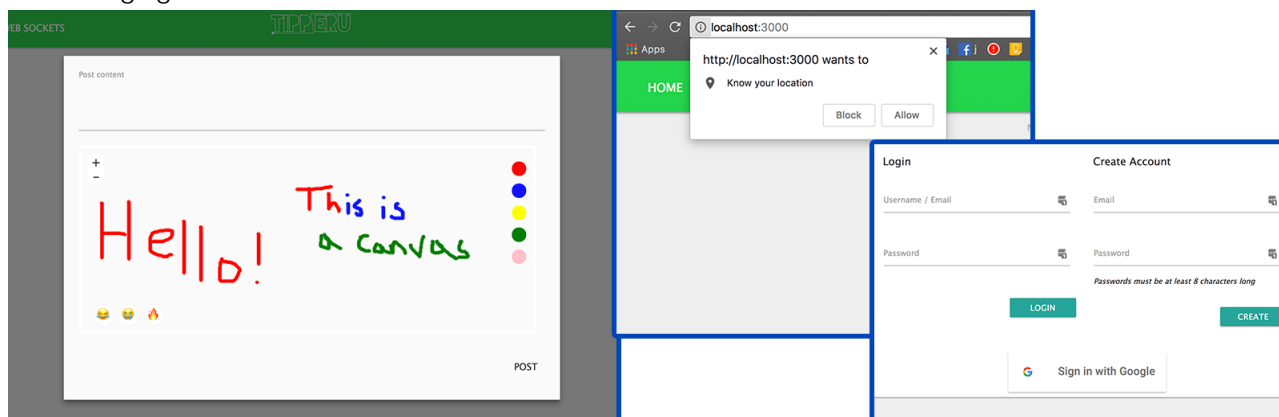 WEB SOCKETS
TIPPERU
Post content
+
−
Hello!
This is
a canvas
POST
localhost:3000
Apps
http://localhost:3000 wants to
Know your location
Block
Allow
HOME
Login
Create Account
Username / Email
Email
Password
Password
Passwords must be at least 8 characters long
LOGIN
CREATE
Sign in with Google